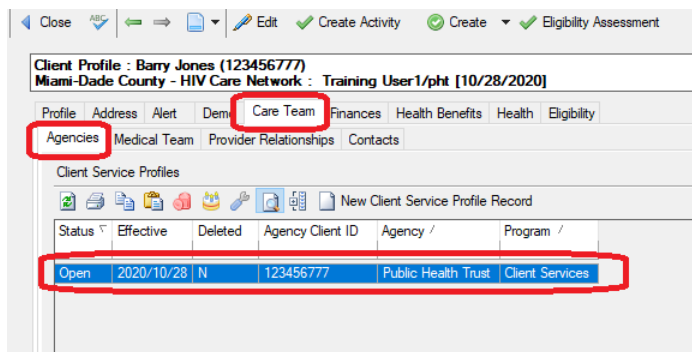 Close ABC Edit Create Activity Create Eligibility Assessment
Client Profile : Barry Jones (123456777)
Miami-Dade County - HIV Care Network : Training User1/pht [10/28/2020]
Profile Address Alert Demo Care Team Finances Health Benefits Health Eligibility
Agencies Medical Team Provider Relationships Contacts
Client Service Profiles
New Client Service Profile Record
Status Effective Deleted Agency Client ID Agency / Program /
Open 2020/10/28 N 123456777 Public Health Trust Client Services